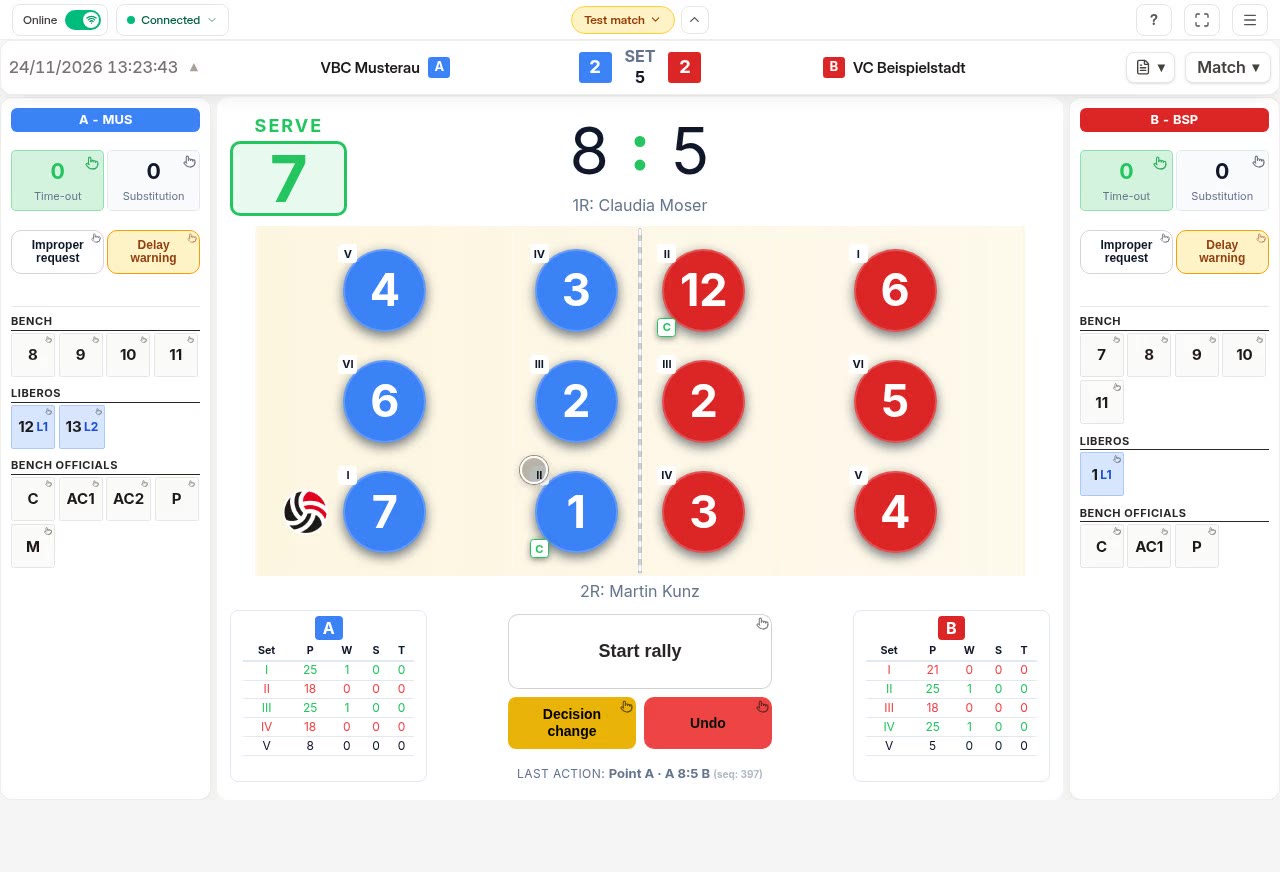 Online
Connected
Test match
?
24/11/2026 13:23:43 ▲
VBC Musterau A
2 SET 5 2
B VC Beispielstadt
Match ▾
A - MUS
0 Time-out
0 Substitution
Improper request
Delay warning
BENCH
8 9 10 11
LIBEROS
12 L1 13 L2
BENCH OFFICIALS
C AC1 AC2 P
M
SERVE
7
8 : 5
1R: Claudia Moser
V 4 IV 3 II 12 C I 6
VI 6 III 2 III 2 VI 5
I 7 II 1 C IV 3 V 4
2R: Martin Kunz
A
Set P W S T
I 25 1 0 0
II 18 0 0 0
III 25 1 0 0
IV 18 0 0 0
V 8 0 0 0
Start rally
Decision change
Undo
LAST ACTION: Point A · A 8:5 B (seq: 397)
B
Set P W S T
I 21 0 0 0
II 25 1 0 0
III 18 0 0 0
IV 25 1 0 0
V 5 0 0 0
B - BSP
0 Time-out
0 Substitution
Improper request
Delay warning
BENCH
7 8 9 10
11
LIBEROS
1 L1
BENCH OFFICIALS
C AC1 P